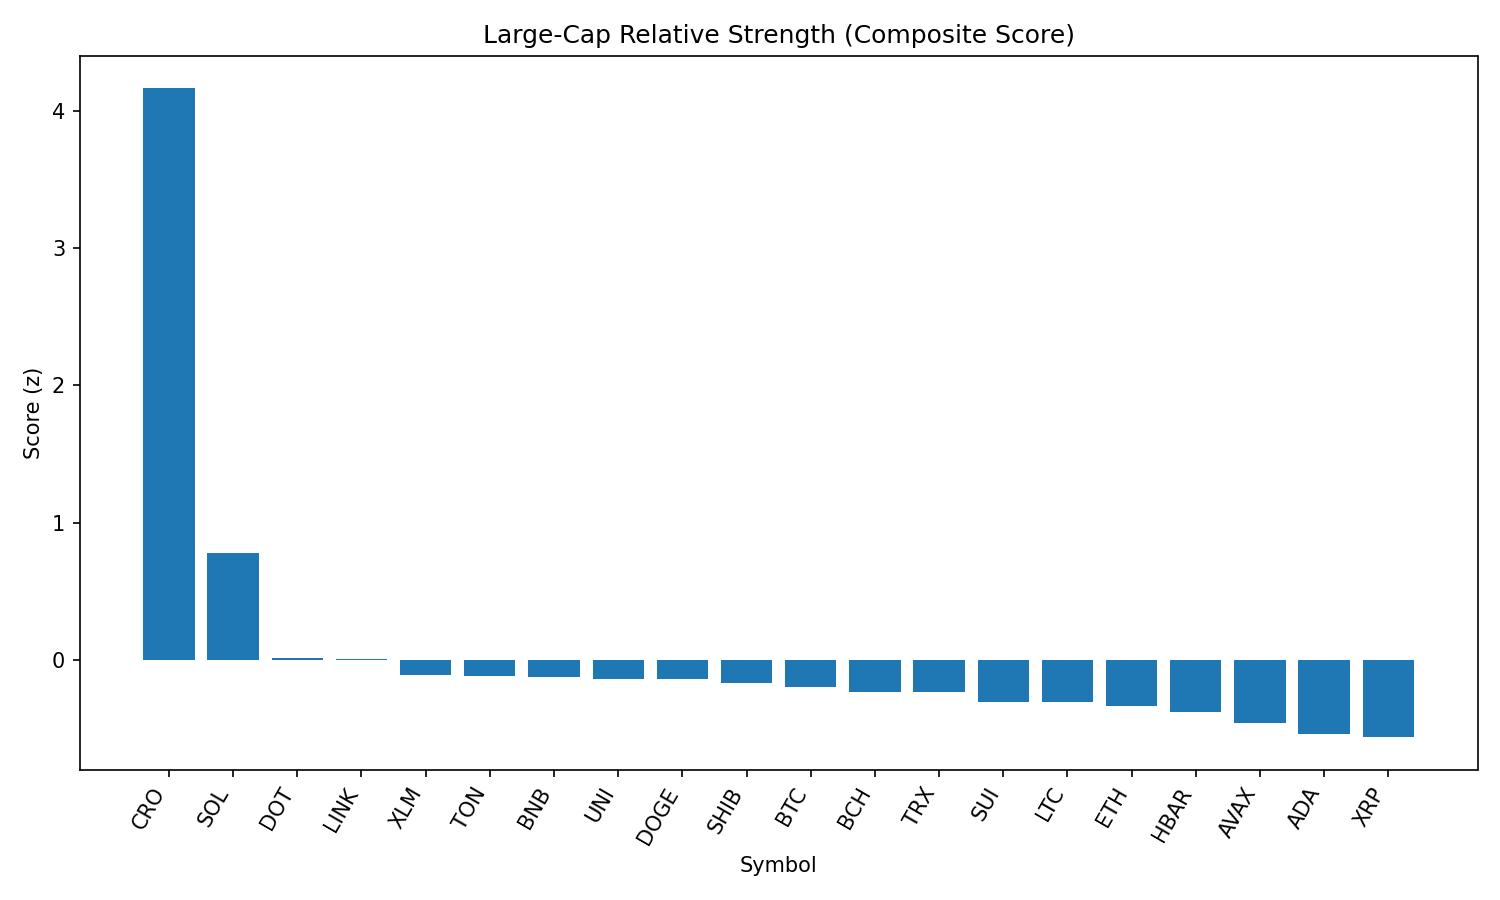 Large-Cap Relative Strength (Composite Score)
Score (z)
4
3
2
1
0
CRO
SOL
DOT
LINK
XLM
TON
BNB
UNI
DOGE
SHIB
BTC
BCH
TRX
SUI
LTC
ETH
HBAR
AVAX
ADA
XRP
Symbol